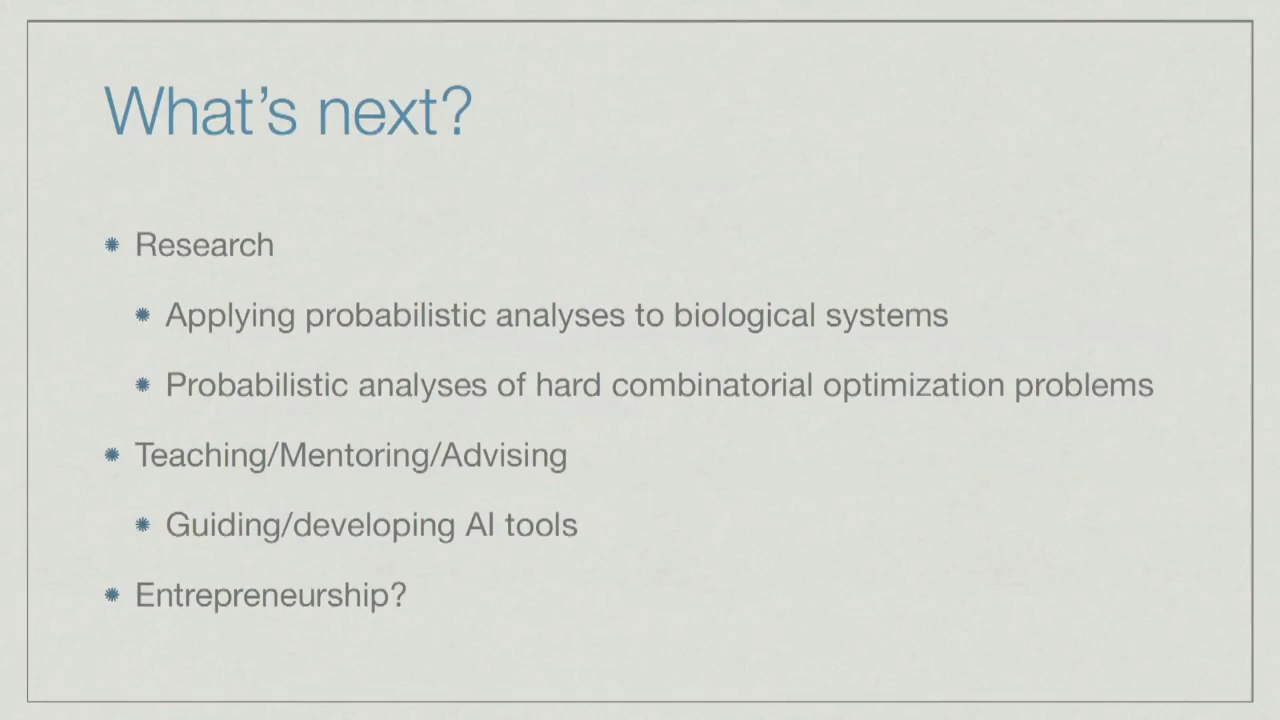 What’s next?
Research
Applying probabilistic analyses to biological systems
Probabilistic analyses of hard combinatorial optimization problems
Teaching/Mentoring/Advising
Guiding/developing AI tools
Entrepreneurship?